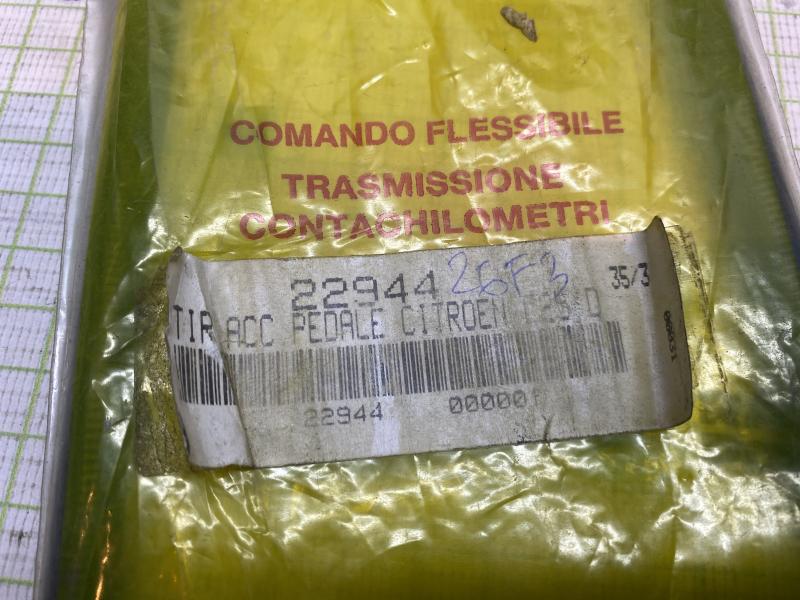 COMANDO FLESSIBILE
TRASMISSIONE
CONTACHILOMETRI
22944 26F3 35/3
TIR ACC PEDALE CITROEN D
22944 00000